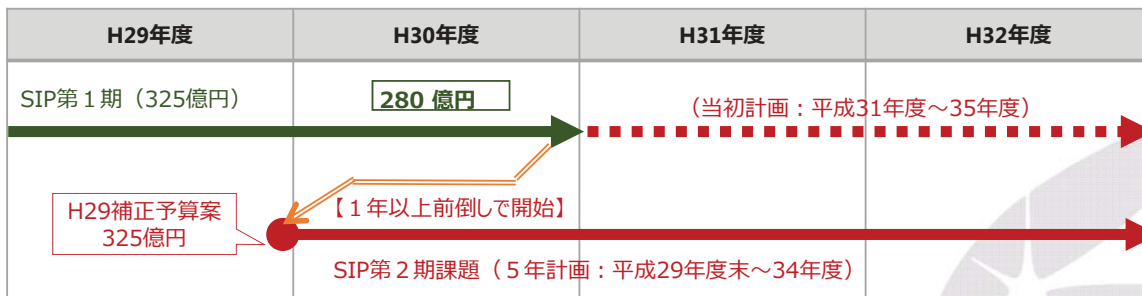 H29年度 H30年度 H31年度 H32年度
SIP第１期（325億円） 280 億円
（当初計画：平成31年度～35年度）
H29補正予算案
325億円
【１年以上前倒しで開始】
SIP第２期課題（５年計画：平成29年度末～34年度）